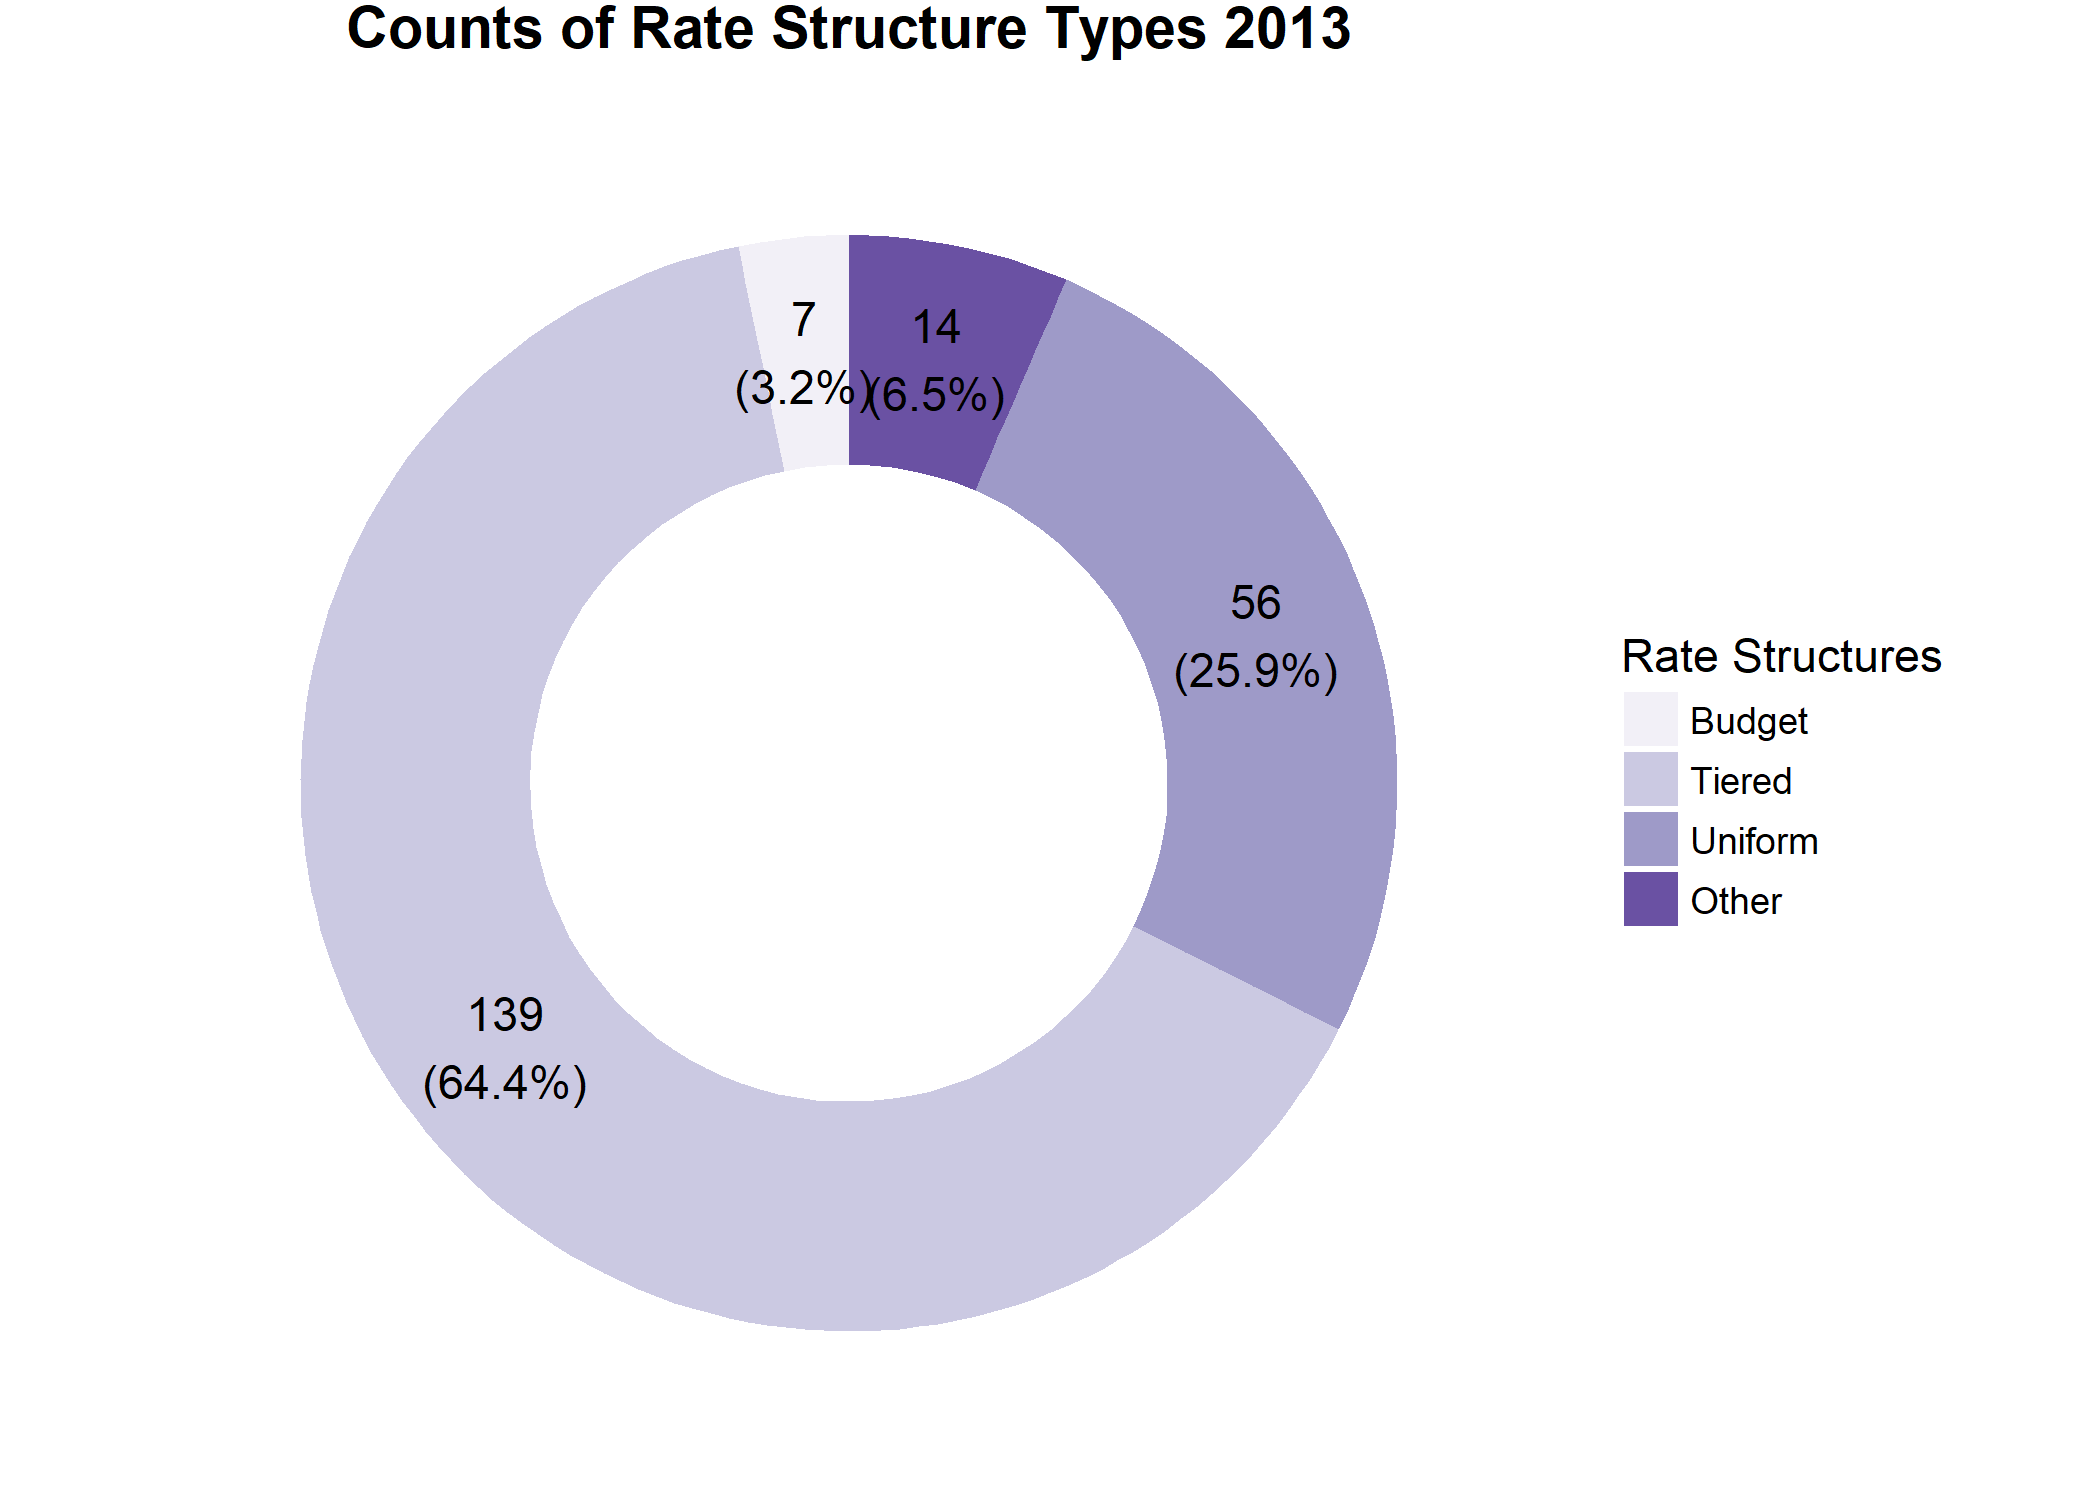 Counts of Rate Structure Types 2013
7
(3.2%)
14
(6.5%)
56
(25.9%)
139
(64.4%)
Rate Structures
Budget
Tiered
Uniform
Other